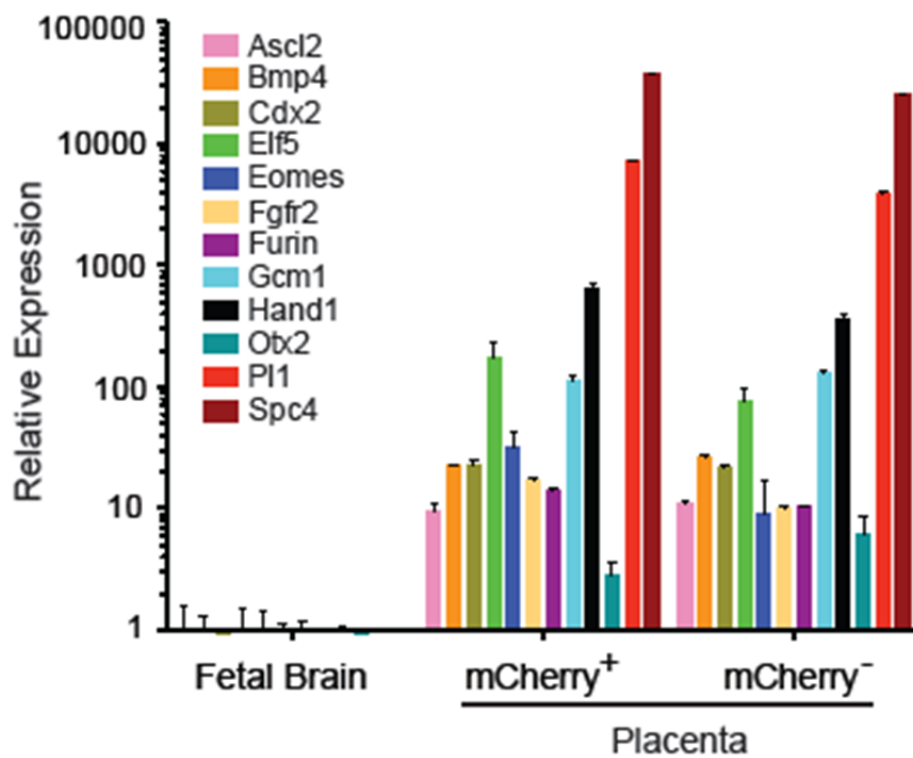 100000
10000
1000
100
10
1
Relative Expression
Ascl2
Bmp4
Cdx2
Elf5
Eomes
Fgfr2
Furin
Gcm1
Hand1
Otx2
Pl1
Spc4
Fetal Brain
mCherry⁺
mCherry⁻
Placenta